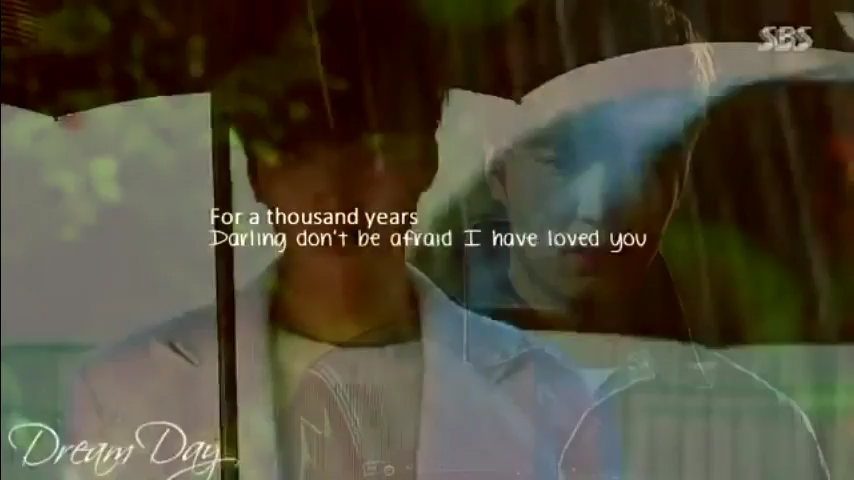 SBS
For a thousand years
Darling don't be afraid I have loved you
Dream Day